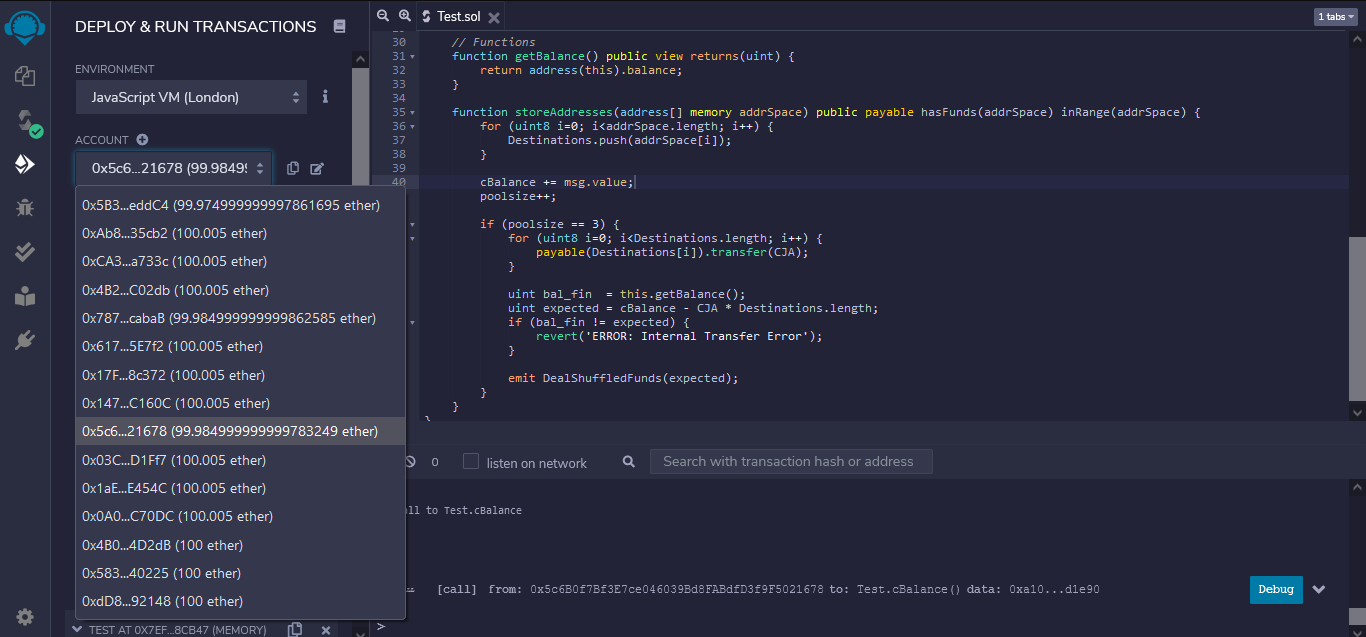 DEPLOY & RUN TRANSACTIONS
ENVIRONMENT
JavaScript VM (London)
i
ACCOUNT
0x5c6...21678 (99.9849
0x5B3...eddC4 (99.974999999997861695 ether)
0xAb8...35cb2 (100.005 ether)
0xCA3...a733c (100.005 ether)
0x4B2...C02db (100.005 ether)
0x787...cabaB (99.984999999999862585 ether)
0x617...5E7f2 (100.005 ether)
0x17F...8c372 (100.005 ether)
0x147...C160C (100.005 ether)
0x5c6...21678 (99.984999999999783249 ether)
0x03C...D1Ff7 (100.005 ether)
0x1aE...E454C (100.005 ether)
0x0A0...C70DC (100.005 ether)
0x4B0...4D2dB (100 ether)
0x583...40225 (100 ether)
0xdD8...92148 (100 ether)
TEST AT 0X7EF...8CB47 (MEMORY)
Test.sol
1 tabs
30 // Functions
31 function getBalance() public view returns(uint) {
32 return address(this).balance;
33 }
34
35 function storeAddresses(address[] memory addrSpace) public payable hasFunds(addrSpace) inRange(addrSpace) {
36 for (uint8 i=0; i<addrSpace.length; i++) {
37 Destinations.push(addrSpace[i]);
38 }
39
40 cBalance += msg.value;
poolsize++;
if (poolsize == 3) {
for (uint8 i=0; i<Destinations.length; i++) {
payable(Destinations[i]).transfer(CJA);
}
uint bal_fin = this.getBalance();
uint expected = cBalance - CJA * Destinations.length;
if (bal_fin != expected) {
revert('ERROR: Internal Transfer Error');
}
emit DealShuffledFunds(expected);
}
}
0 listen on network Search with transaction hash or address
to Test.cBalance
[call] from: 0x5c6B0f7Bf3E7ce046039Bd8FABdfD3f9F5021678 to: Test.cBalance() data: 0xa10...d1e90
Debug
>